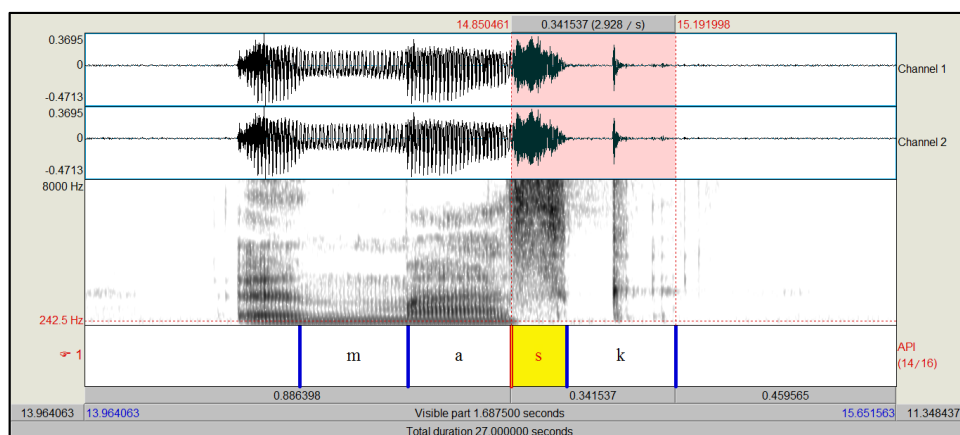 14.850461 0.341537 (2.928 / s) 15.191998
0.3695
0
-0.4713
Channel 1
0.3695
0
-0.4713
Channel 2
8000 Hz
242.5 Hz
☞ 1 m a s k API
(14/16)
0.886398 0.341537 0.459565
13.964063 13.964063 Visible part 1.687500 seconds 15.651563 11.348437
Total duration 27.000000 seconds